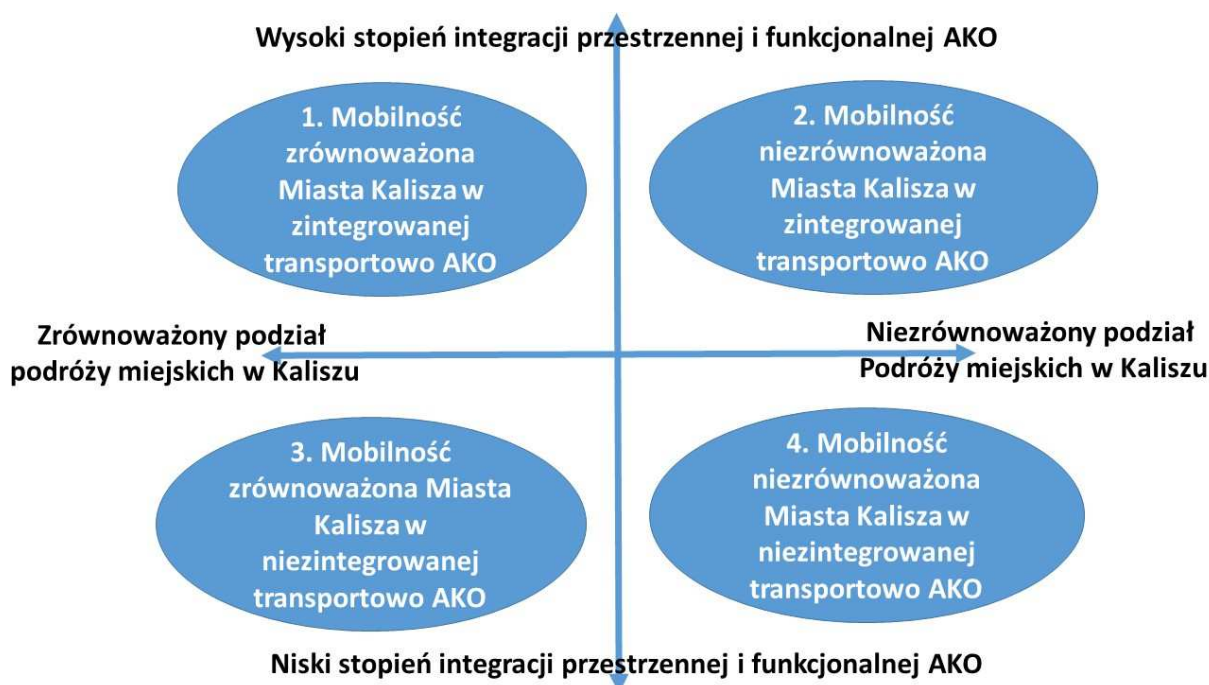 Wysoki stopień integracji przestrzennej i funkcjonalnej AKO
1. Mobilność
zrównoważona
Miasta Kalisza w
zintegrowanej
transportowo AKO
2. Mobilność
niezrównoważona
Miasta Kalisza w
zintegrowanej
transportowo AKO
Zrównoważony podział
podróży miejskich w Kaliszu
Niezrównoważony podział
Podróży miejskich w Kaliszu
3. Mobilność
zrównoważona Miasta
Kalisza w
niezintegrowanej
transportowo AKO
4. Mobilność
niezrównoważona
Miasta Kalisza w
niezintegrowanej
transportowo AKO
Niski stopień integracji przestrzennej i funkcjonalnej AKO